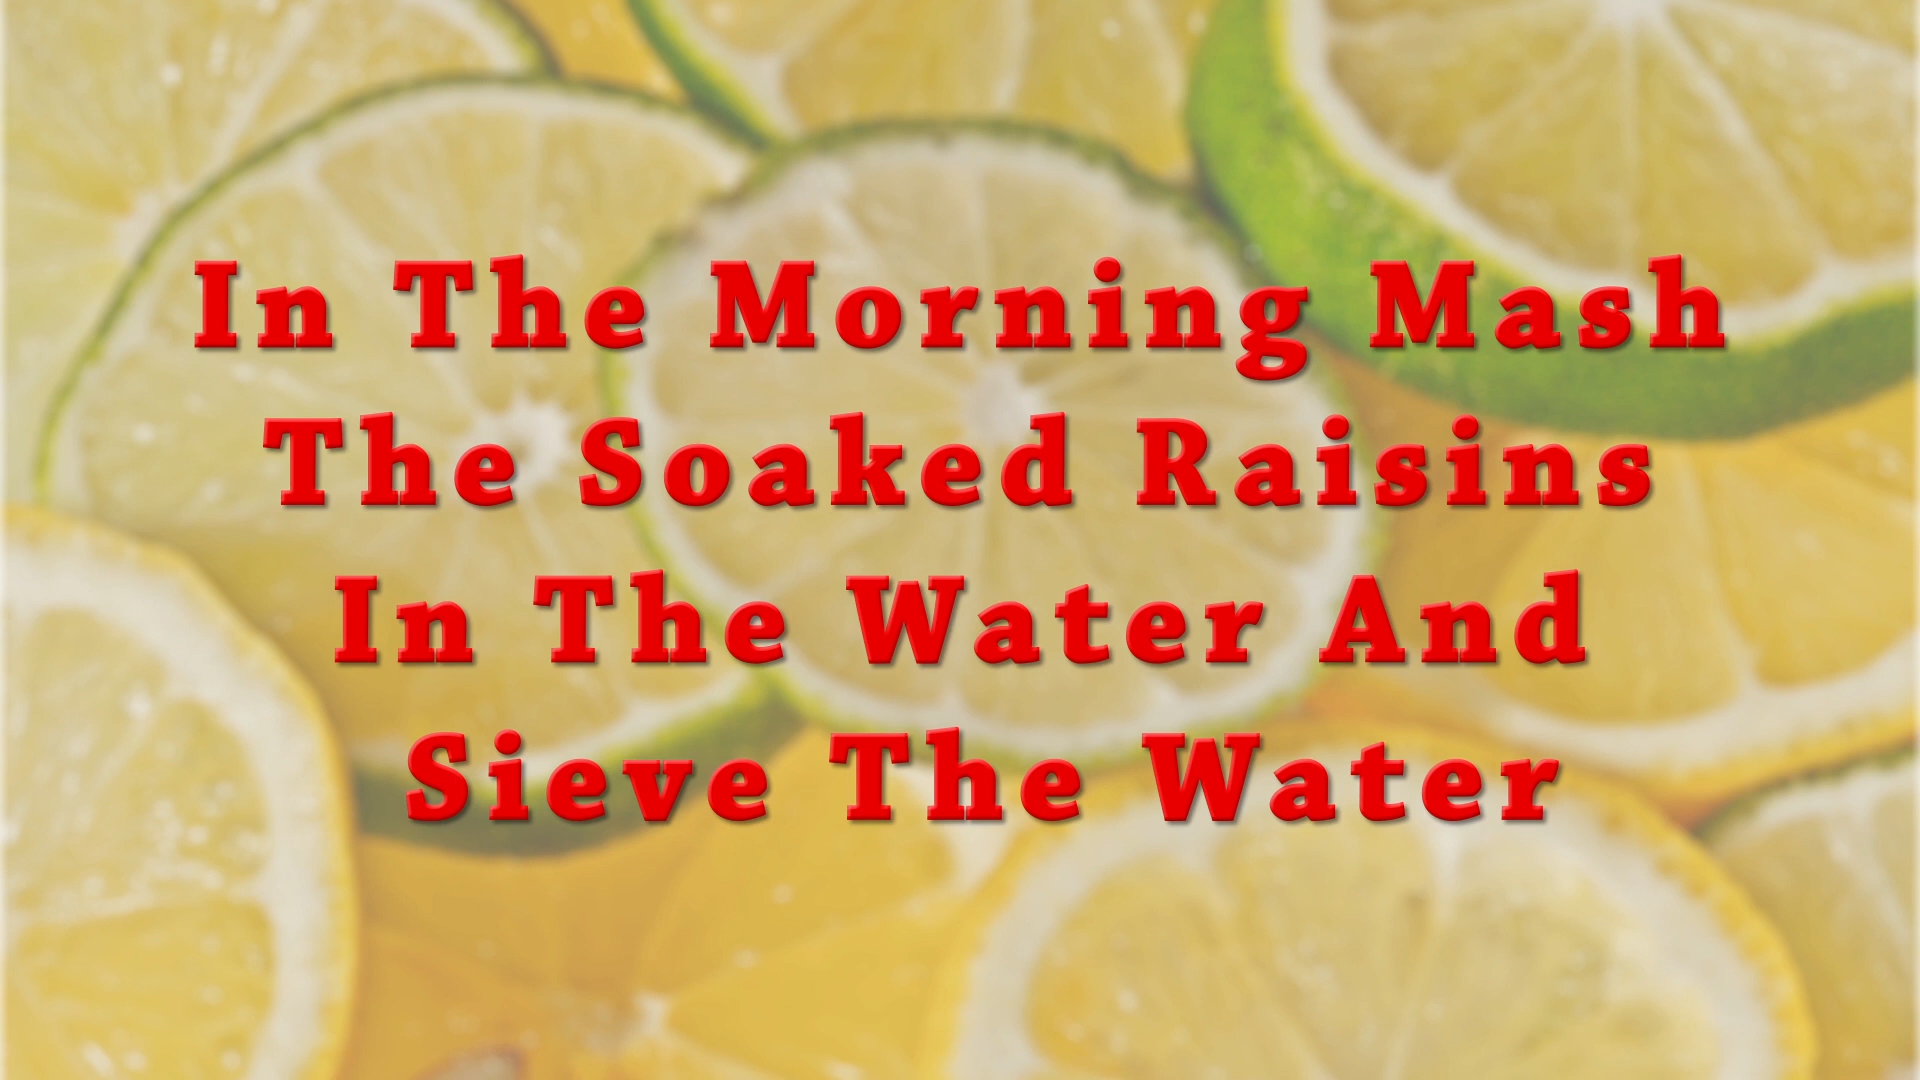 In The Morning Mash
The Soaked Raisins
In The Water And
Sieve The Water